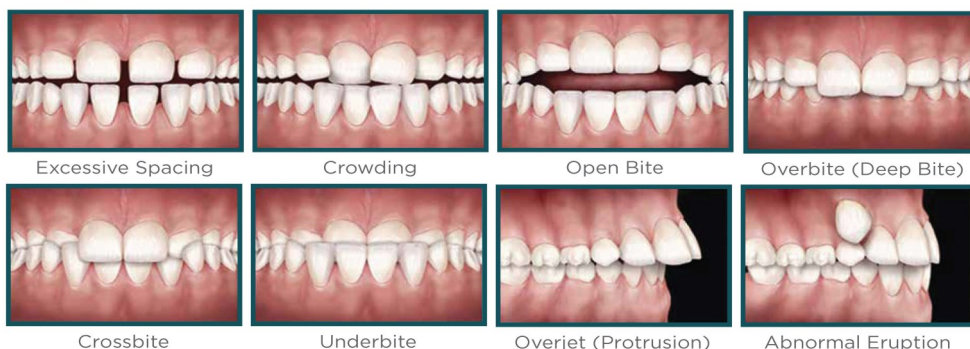 Excessive Spacing
Crowding
Open Bite
Overbite (Deep Bite)
Crossbite
Underbite
Overjet (Protrusion)
Abnormal Eruption